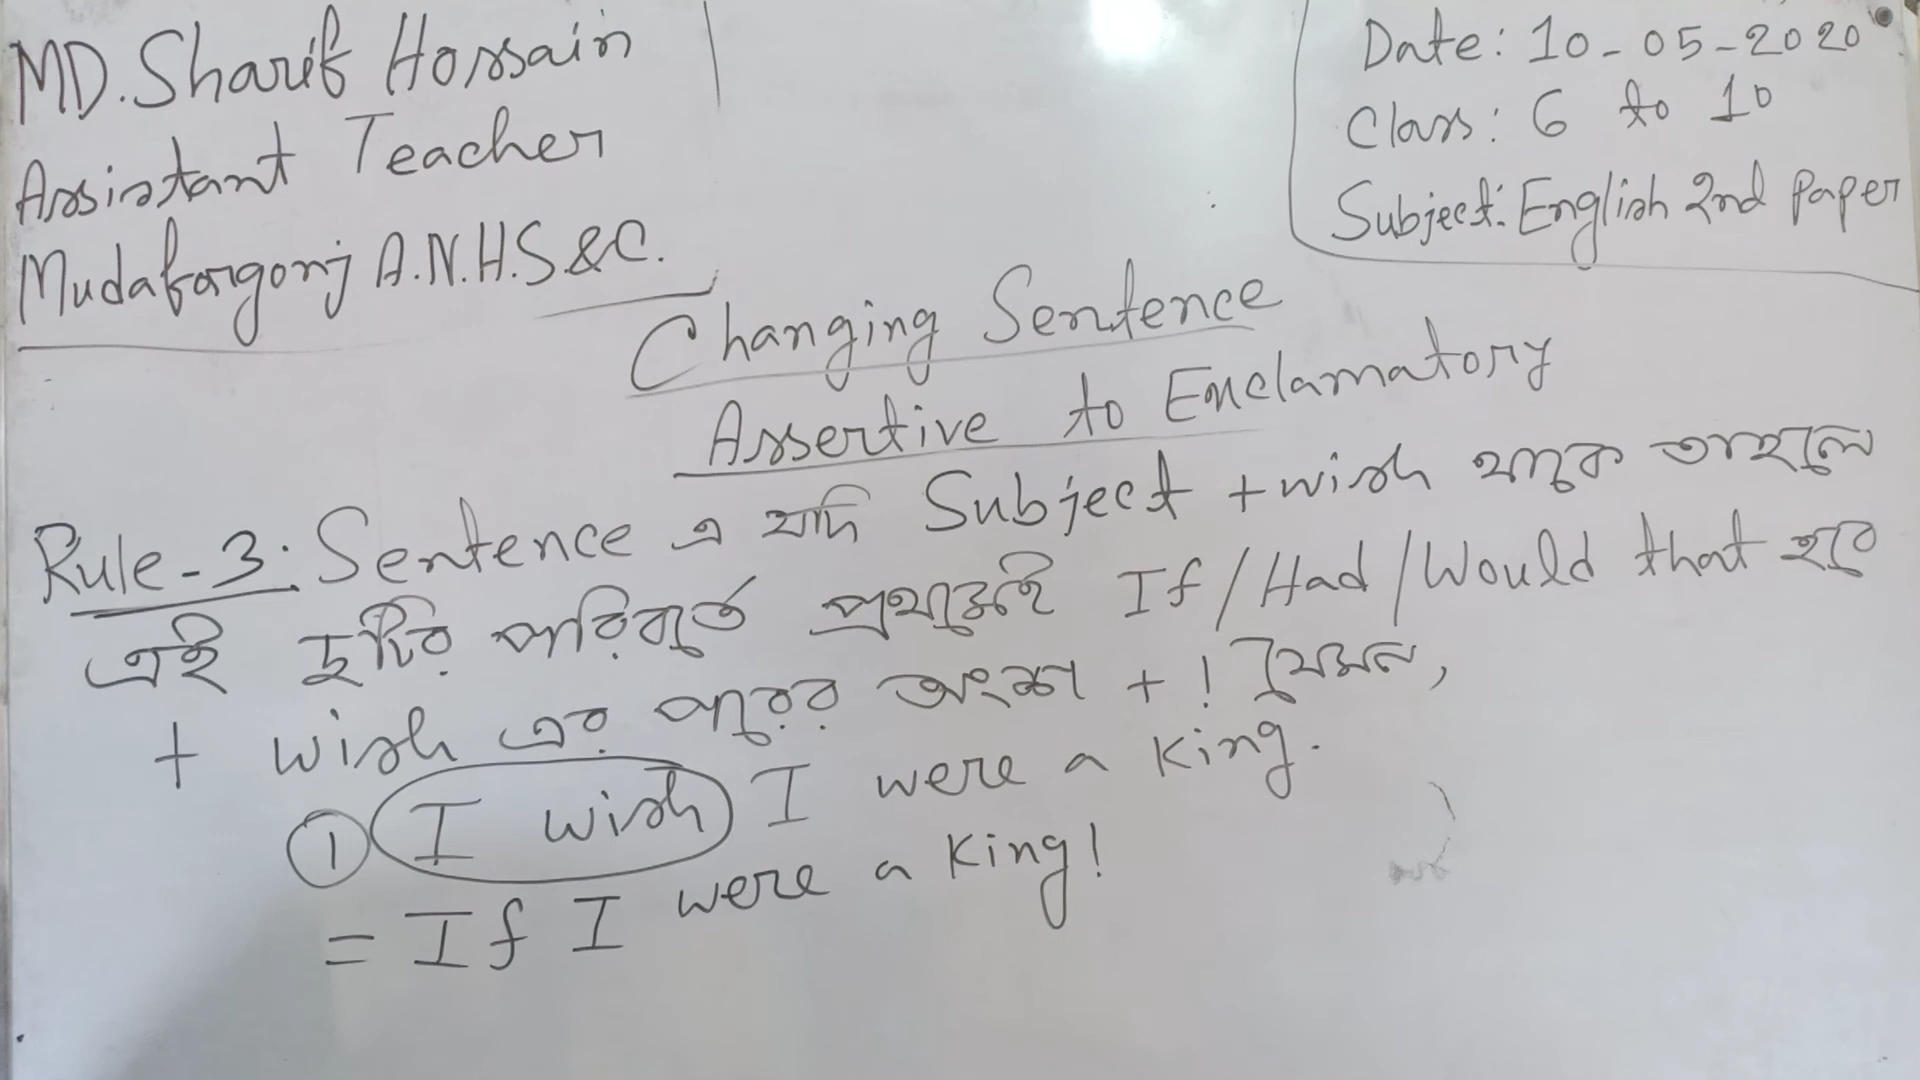 MD. Sharif Hossain
Assistant Teacher
Mudafargonj A.N.H.S.&C.
Date: 10-05-2020
Class: 6 to 10
Subject: English 2nd Paper
Changing Sentence
Assertive to Exclamatory
Rule-3: Sentence এ যদি Subject + wish থাকে তাহলে
এই দুটির পরিবর্তে প্রথমেই If/Had/Would that হবে
+ wish এর পরের অংশ + ! যেমন,
① I wish I were a King.
= If I were a King!